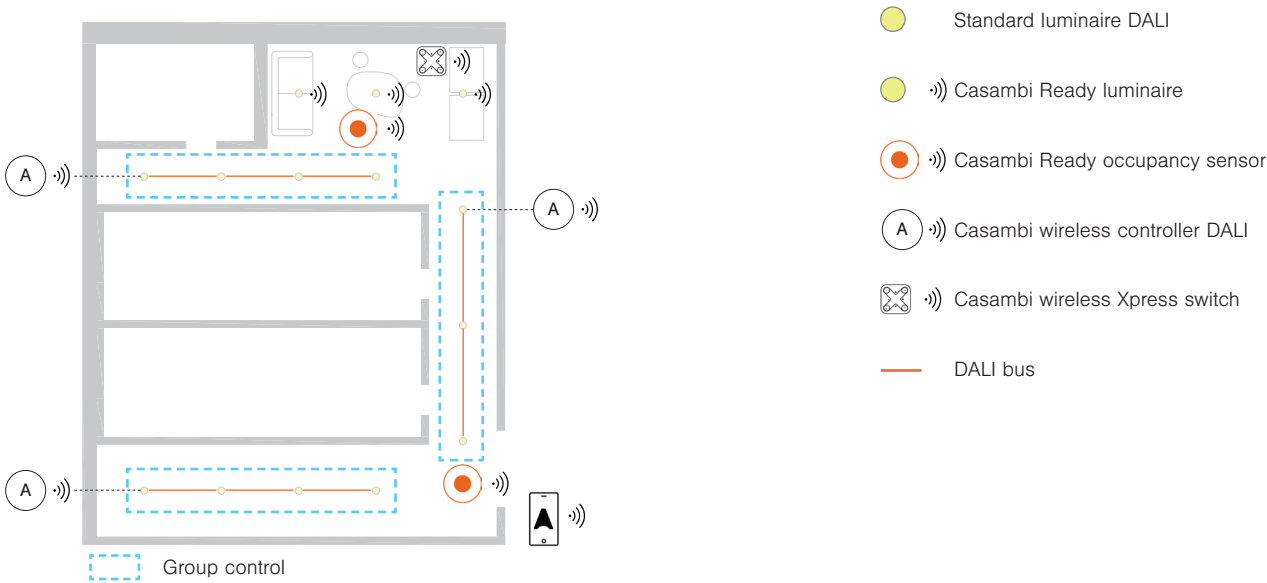 Standard luminaire DALI
Casambi Ready luminaire
Casambi Ready occupancy sensor
A
A
A
Casambi wireless controller DALI
Casambi wireless Xpress switch
DALI bus
A
Group control